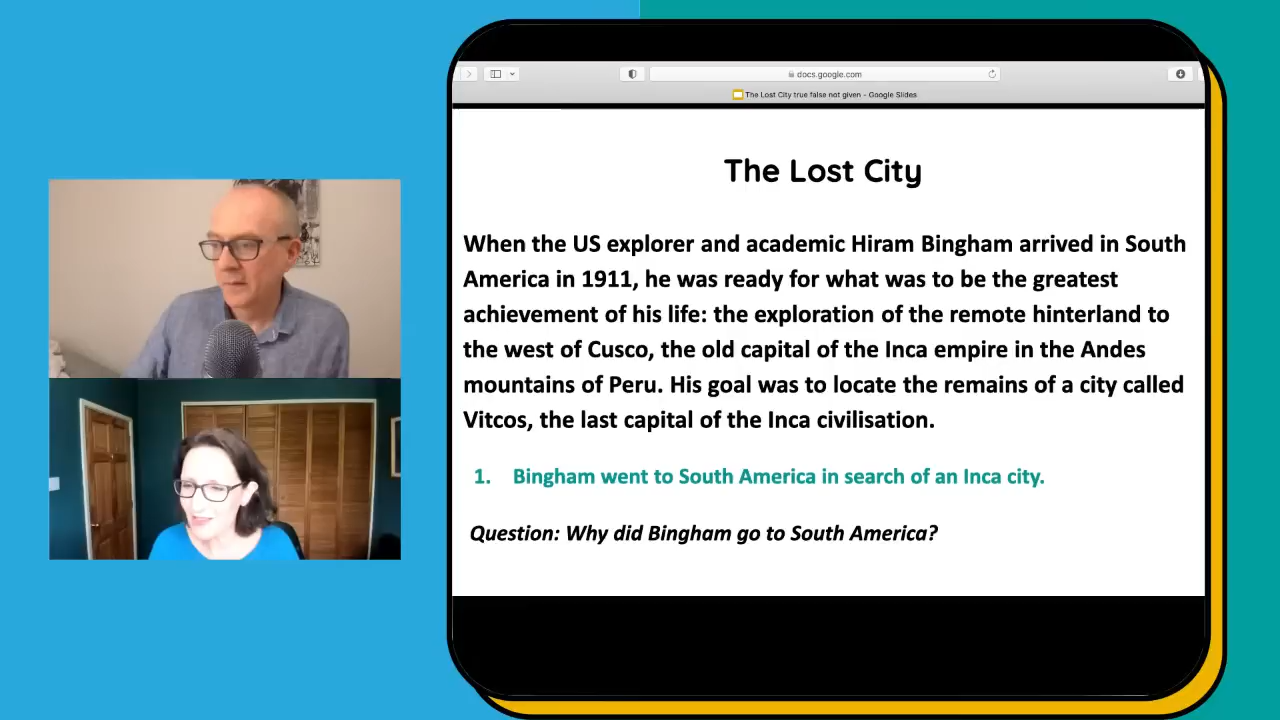 docs.google.com
The Lost City true false not given - Google Slides
The Lost City
When the US explorer and academic Hiram Bingham arrived in South
America in 1911, he was ready for what was to be the greatest
achievement of his life: the exploration of the remote hinterland to
the west of Cusco, the old capital of the Inca empire in the Andes
mountains of Peru. His goal was to locate the remains of a city called
Vitcos, the last capital of the Inca civilisation.
1. Bingham went to South America in search of an Inca city.
Question: Why did Bingham go to South America?